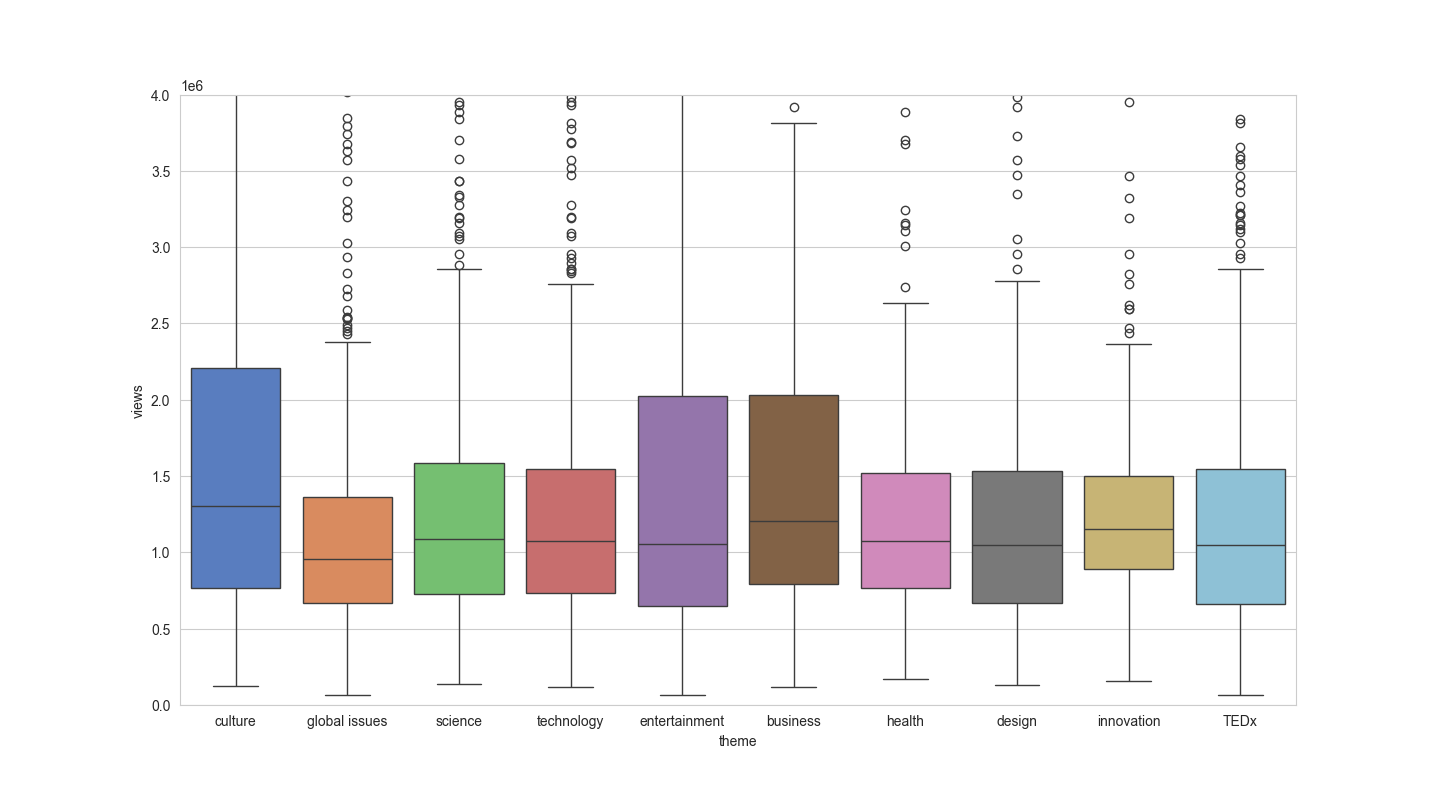 1e6
4.0
3.5
3.0
2.5
2.0
1.5
1.0
0.5
0.0
views
culture global issues science technology entertainment business health design innovation TEDx
theme